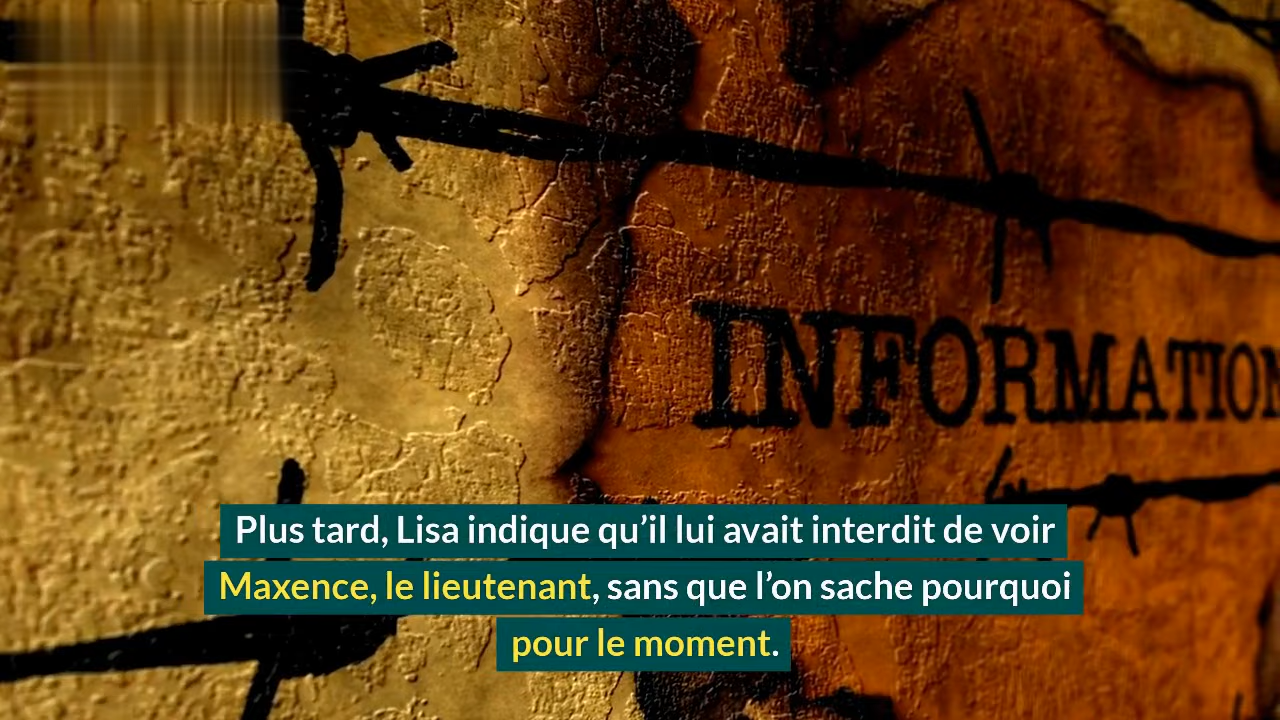 INFORMATION
Plus tard, Lisa indique qu’il lui avait interdit de voir
Maxence, le lieutenant, sans que l’on sache pourquoi
pour le moment.